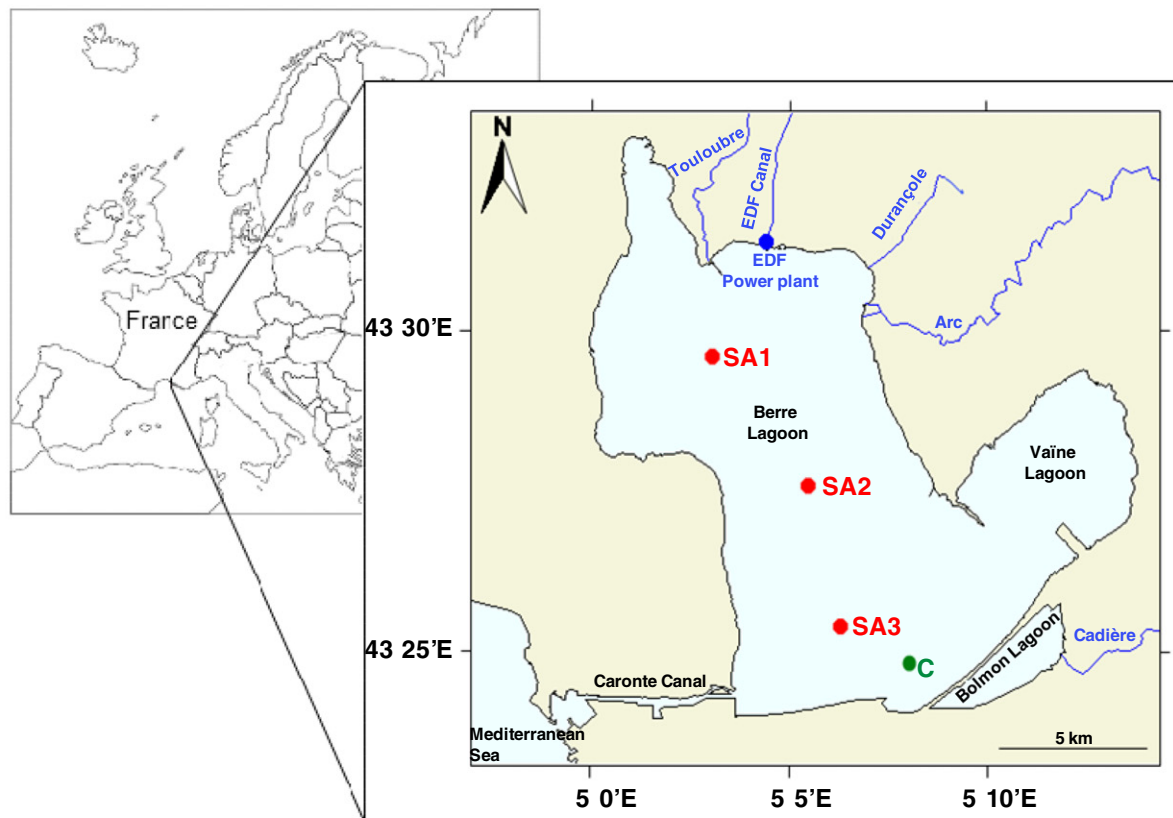 France
N
Touloubre
EDF Canal
Durançole
EDF
Power plant
Arc
43 30’E
SA1
Berre
Lagoon
Vaïne
Lagoon
SA2
SA3
43 25’E
C
Cadière
Bolmon Lagoon
Caronte Canal
Mediterranean
Sea
5 km
5 0’E
5 5’E
5 10’E